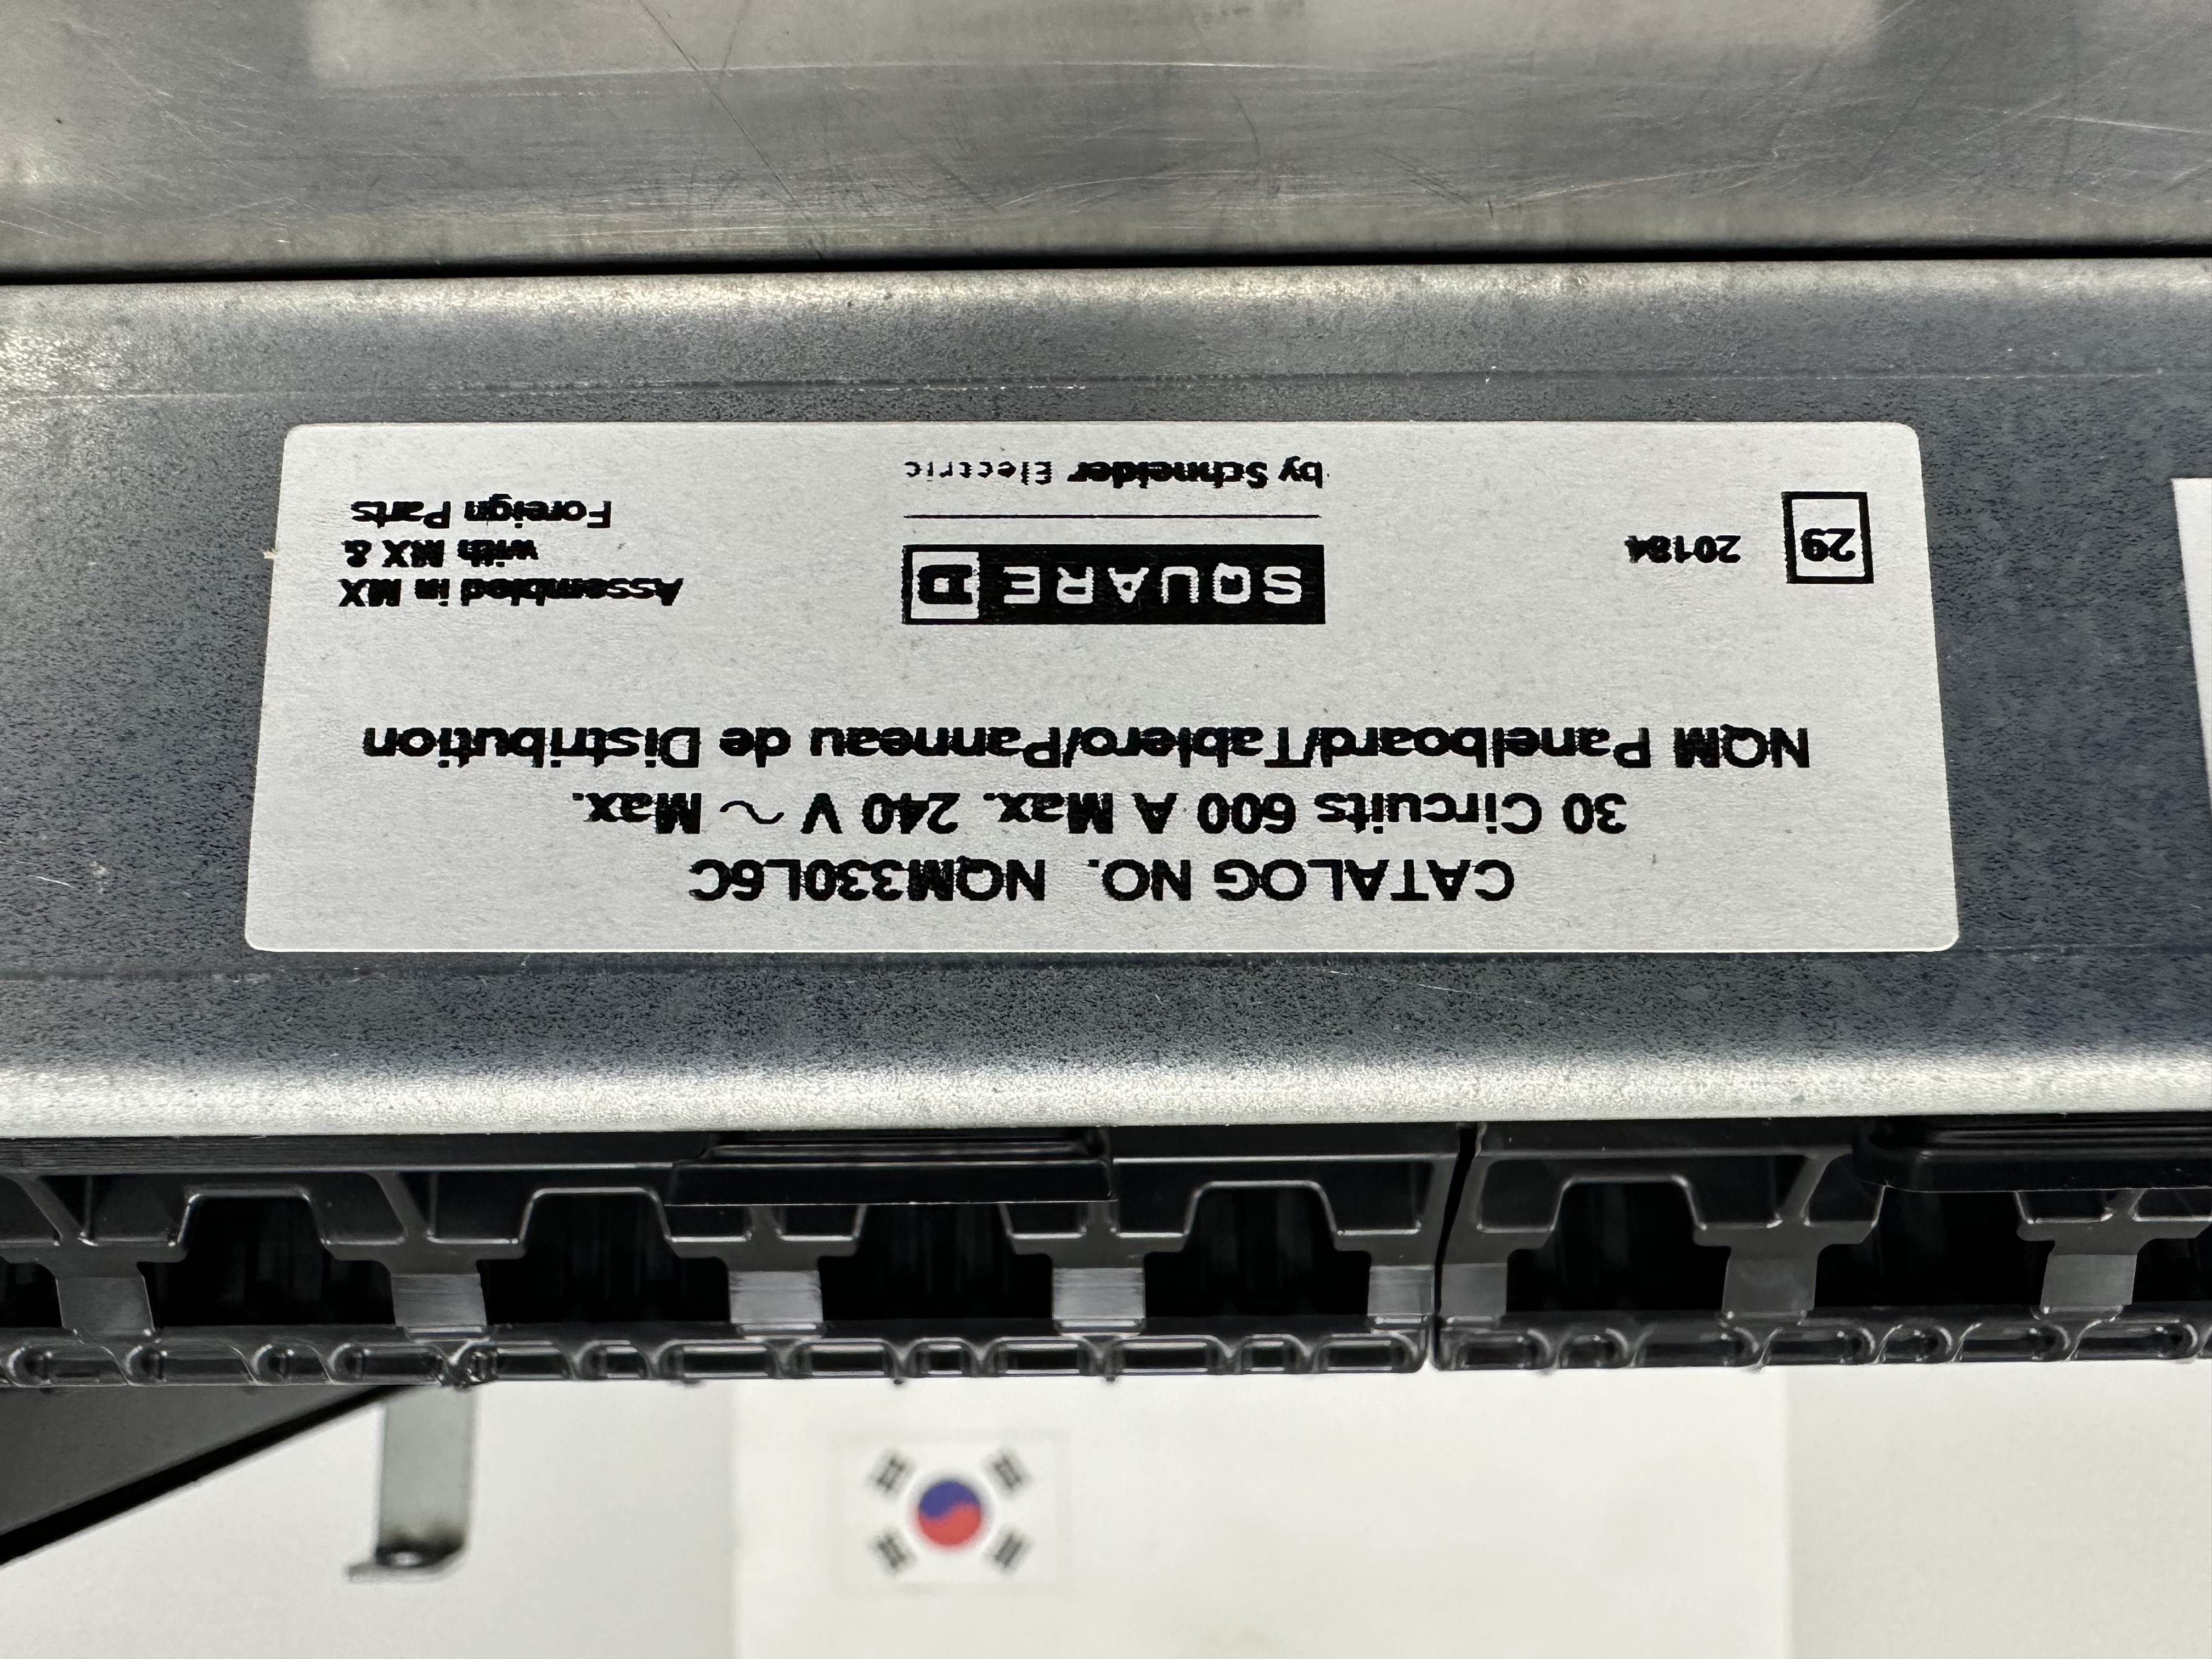 CATALOG NO. NQM330L6C
30 Circuits 600 A Max. 240 V ~ Max.
NQM Panelboard/Tablero/Panneau de Distribution
29
20184
SQUARE D
by Schneider Electric
Assembled in MX
with MX &
Foreign Parts